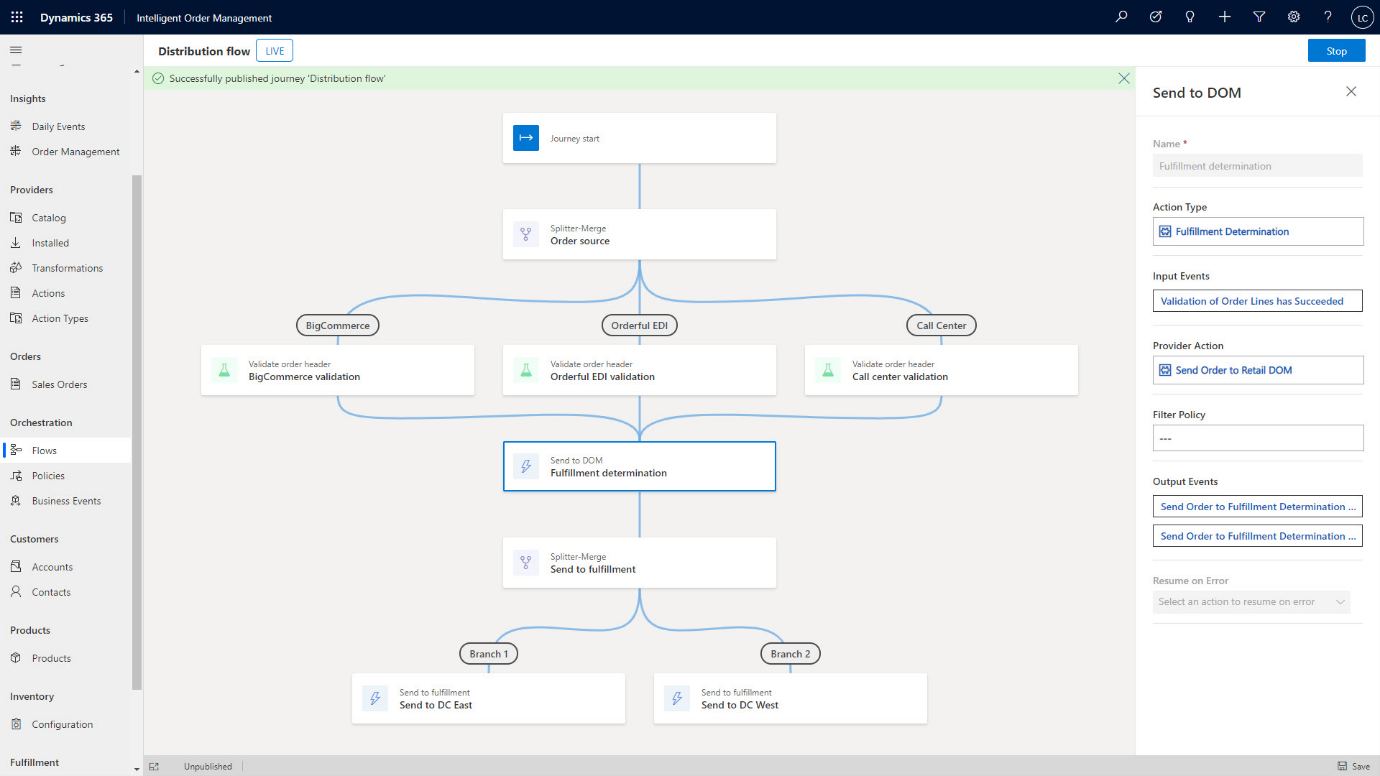 Dynamics 365
Intelligent Order Management
LC
Distribution flow
LIVE
Stop
Successfully published journey 'Distribution flow'
Insights
Daily Events
Order Management
Providers
Catalog
Installed
Transformations
Actions
Action Types
Orders
Sales Orders
Orchestration
Flows
Policies
Business Events
Customers
Accounts
Contacts
Products
Products
Inventory
Configuration
Fulfillment
Journey start
Splitter-Merge
Order source
BigCommerce
Orderful EDI
Call Center
Validate order header
BigCommerce validation
Validate order header
Orderful EDI validation
Validate order header
Call center validation
Send to DOM
Fulfillment determination
Splitter-Merge
Send to fulfillment
Branch 1
Branch 2
Send to fulfillment
Send to DC East
Send to fulfillment
Send to DC West
Send to DOM
Name *
Fulfillment determination
Action Type
Fulfillment Determination
Input Events
Validation of Order Lines has Succeeded
Provider Action
Send Order to Retail DOM
Filter Policy
---
Output Events
Send Order to Fulfillment Determination ...
Send Order to Fulfillment Determination ...
Resume on Error
Select an action to resume on error
Unpublished
Save